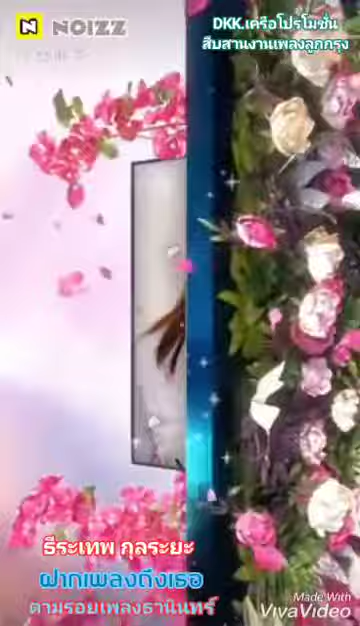 N NOIZZ
DKK.เครือโปรโมชั่น
สืบสานงานเพลงลูกกรุง
ธีระเทพ กุลระยะ
ฝากเพลงถึงเธอ
ตามรอยเพลงธานินทร์
Made With
VivaVideo